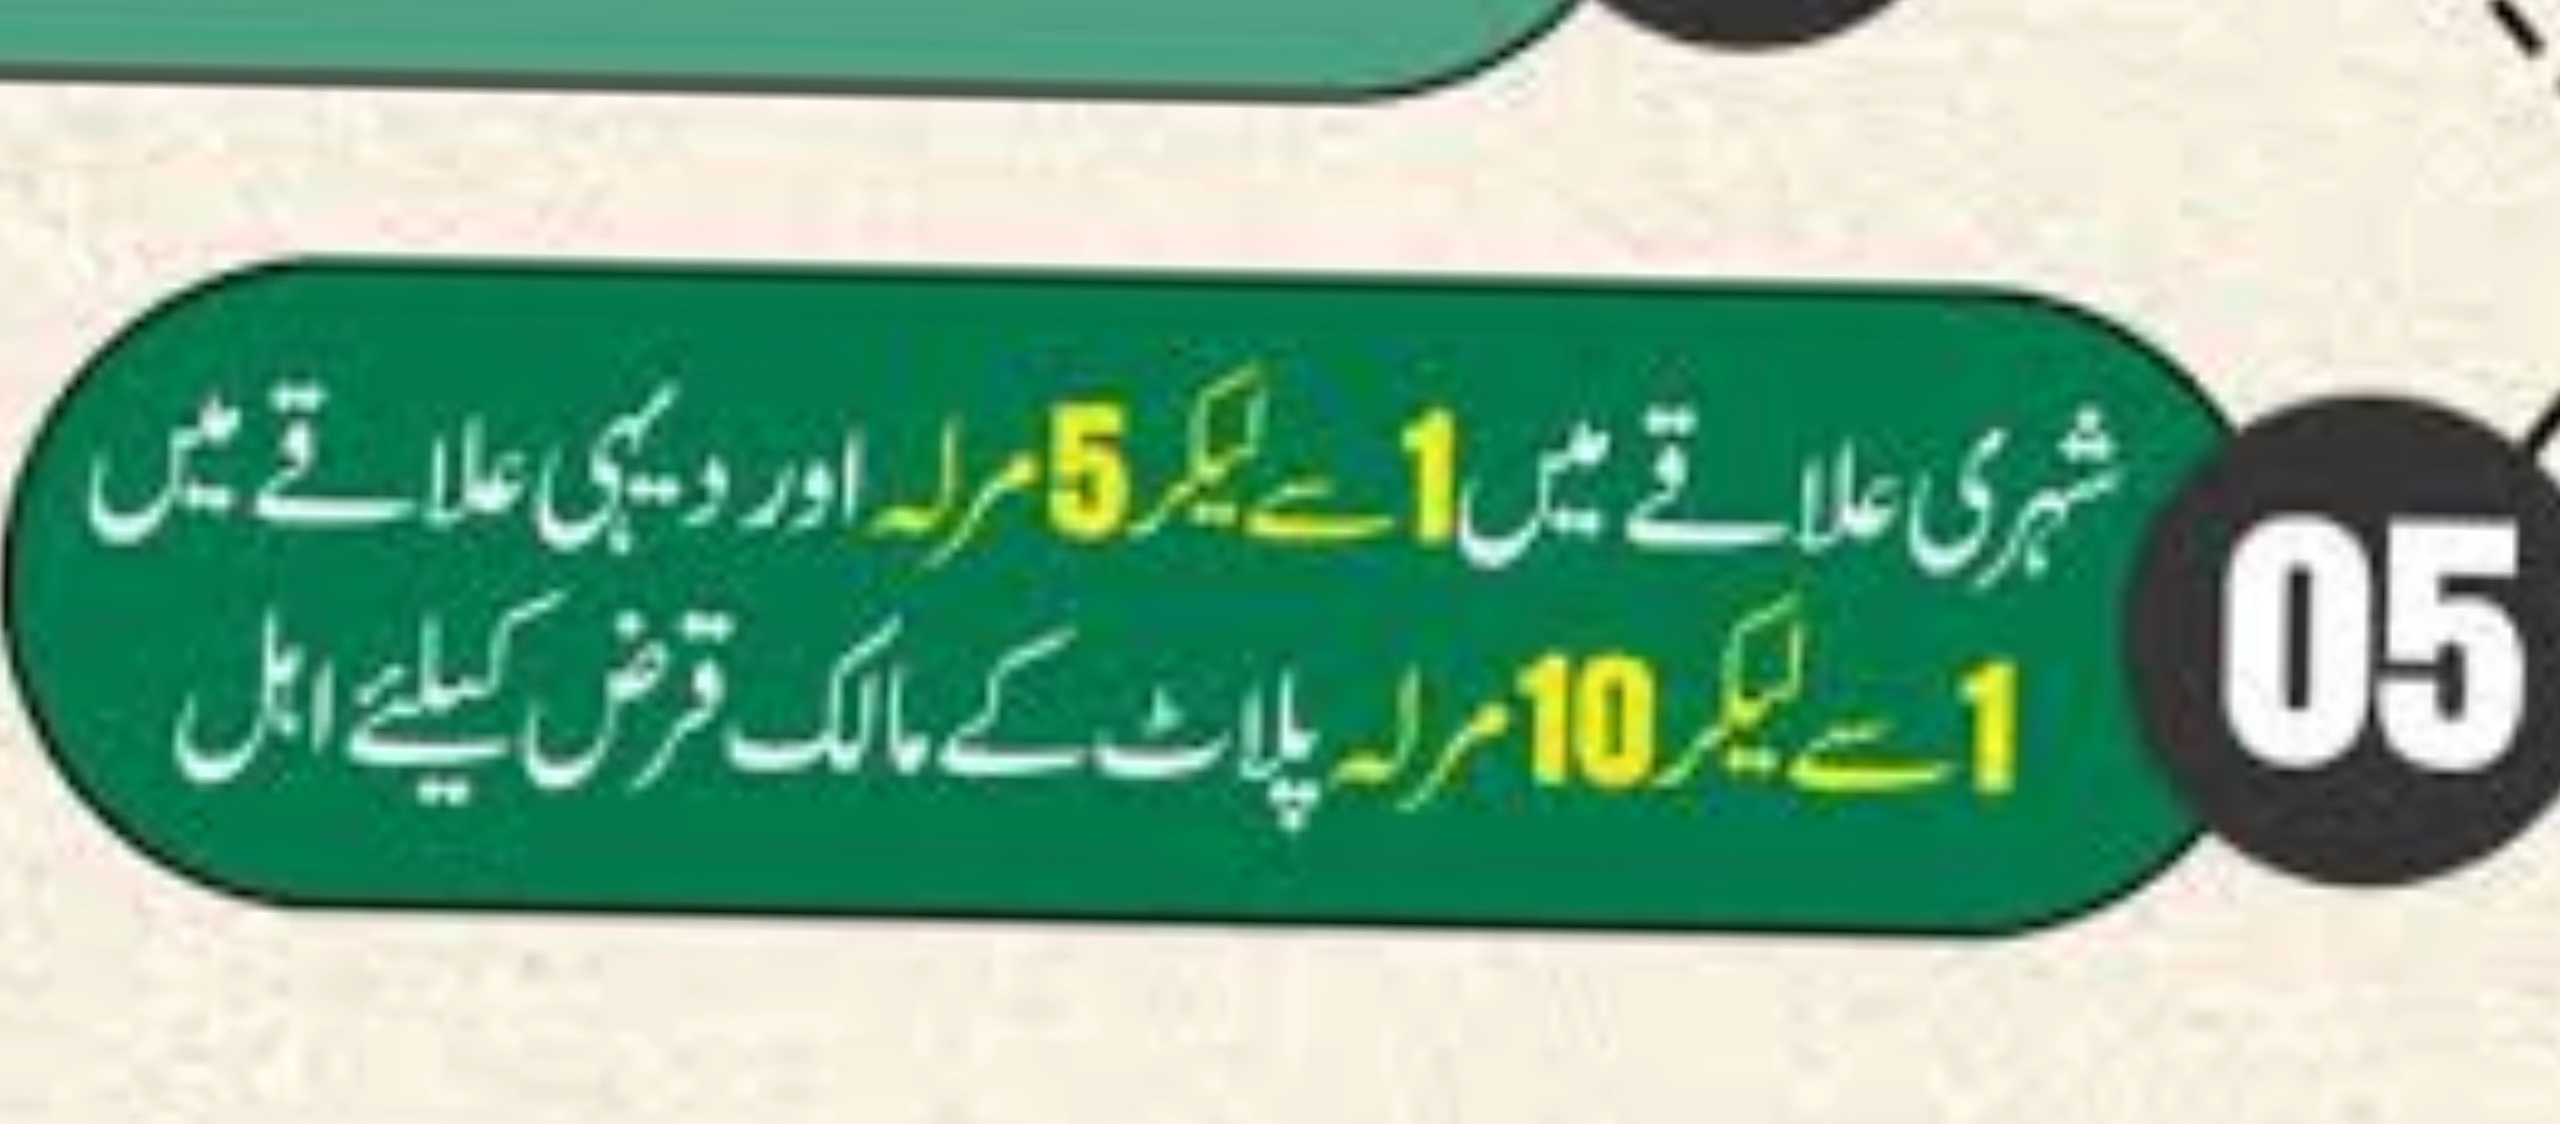 شہری علاقے میں 1 سے لیکر 5 مرلہ اور دیہی علاقے میں
1 سے لیکر 10 مرلہ پلاٹ کے مالک قرض کیلئے اہل
05